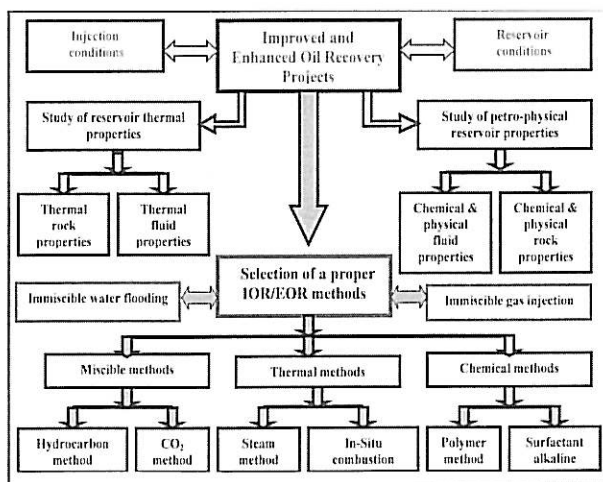 Injection
conditions
Improved and
Enhanced Oil Recovery
Projects
Reservoir
conditions
Study of reservoir thermal
properties
Study of petro-physical
reservoir properties
Thermal
rock
properties
Thermal
fluid
properties
Chemical &
physical
fluid
properties
Chemical &
physical
rock
properties
Selection of a proper
IOR/EOR methods
Immiscible water flooding
Immiscible gas injection
Miscible methods
Thermal methods
Chemical methods
Hydrocarbon
method
CO₂
method
Steam
method
In-Situ
combustion
Polymer
method
Surfactant
alkaline